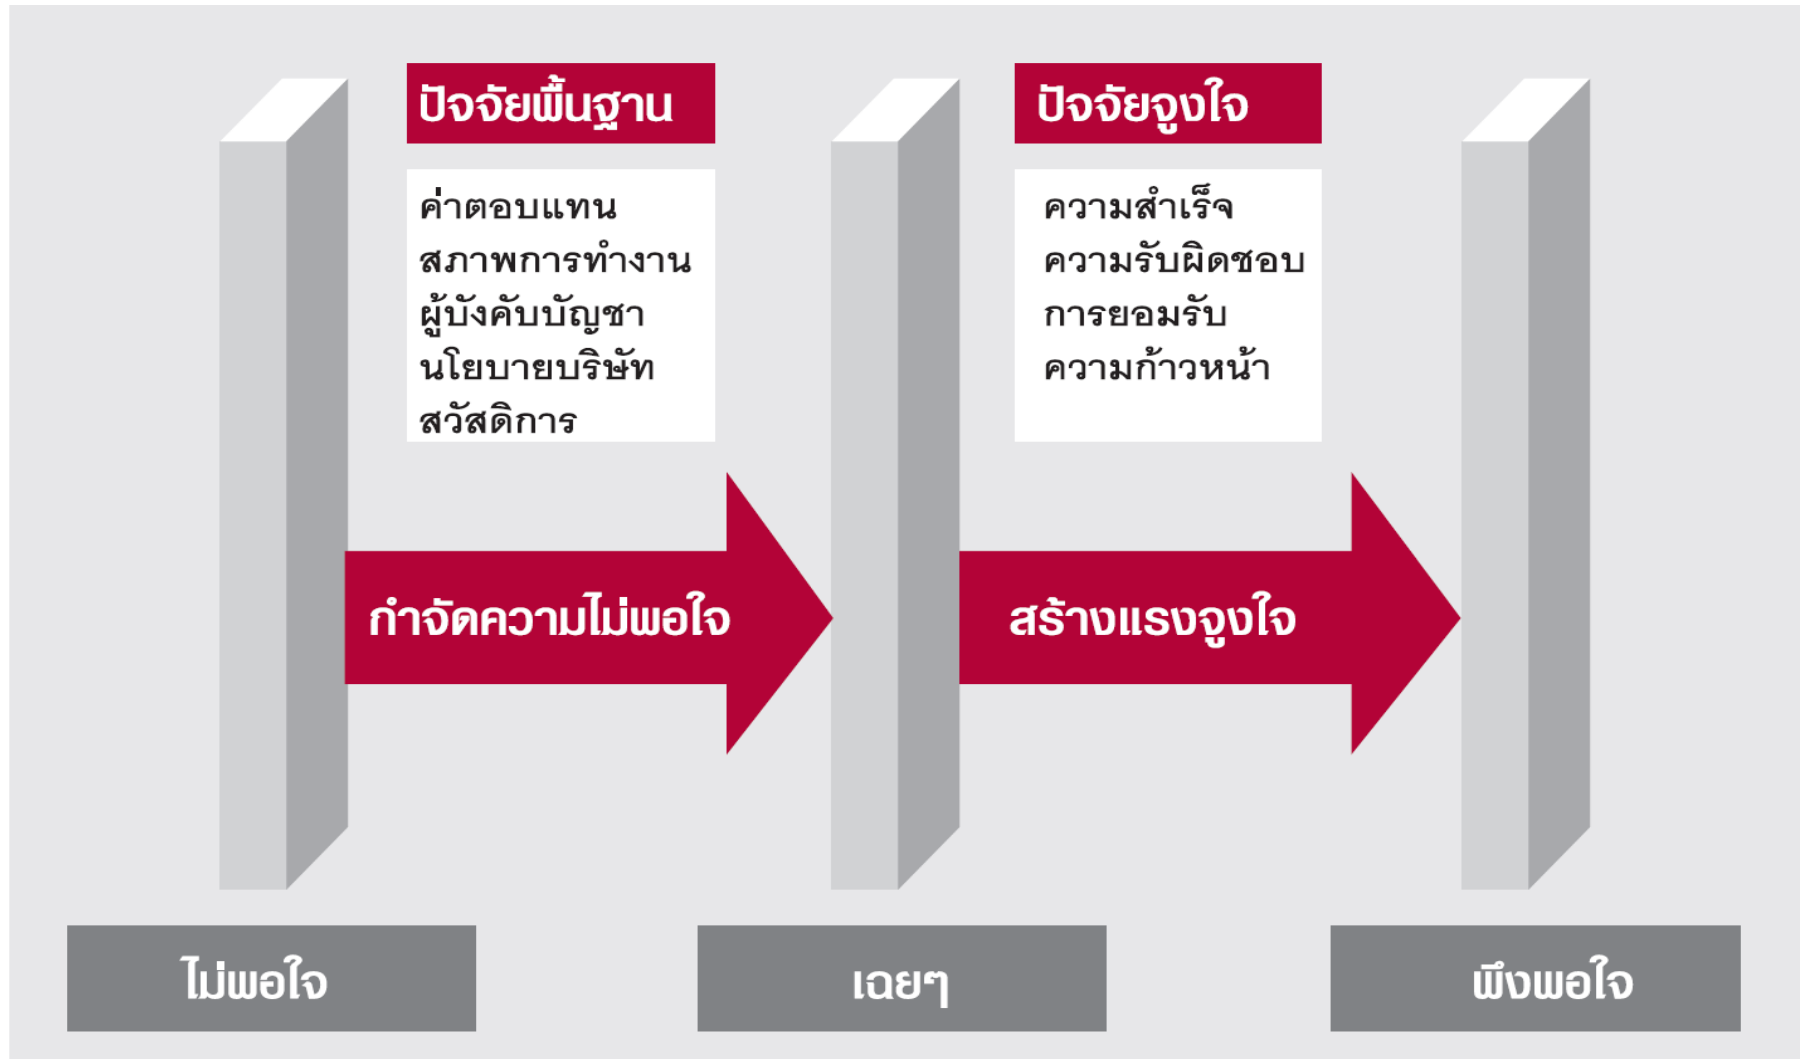 ปัจจัยพื้นฐาน
ค่าตอบแทน
สภาพการทำงาน
ผู้บังคับบัญชา
นโยบายบริษัท
สวัสดิการ
ปัจจัยจูงใจ
ความสำเร็จ
ความรับผิดชอบ
การยอมรับ
ความก้าวหน้า
กำจัดความไม่พอใจ
สร้างแรงจูงใจ
ไม่พอใจ
เฉยๆ
พึงพอใจ